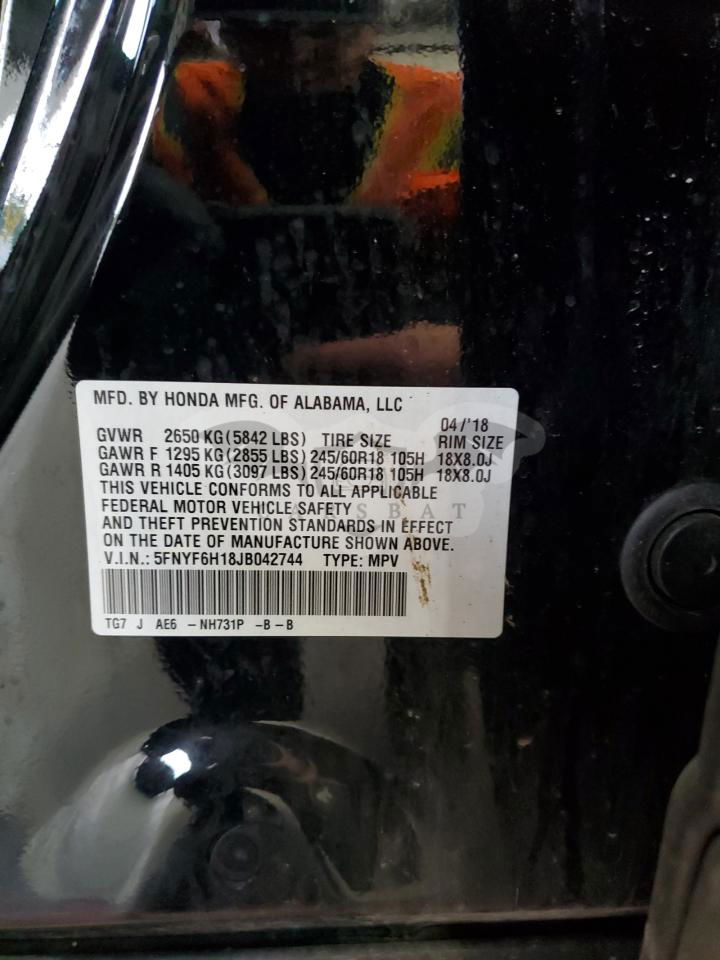 MFD. BY HONDA MFG. OF ALABAMA, LLC
04/'18
GVWR 2650 KG (5842 LBS) TIRE SIZE RIM SIZE
GAWR F 1295 KG (2855 LBS) 245/60R18 105H 18X8.0J
GAWR R 1405 KG (3097 LBS) 245/60R18 105H 18X8.0J
THIS VEHICLE CONFORMS TO ALL APPLICABLE
FEDERAL MOTOR VEHICLE SAFETY
AND THEFT PREVENTION STANDARDS IN EFFECT
ON THE DATE OF MANUFACTURE SHOWN ABOVE.
V.I.N.: 5FNYF6H18JB042744 TYPE: MPV
TG7 J AE6 - NH731P -B - B